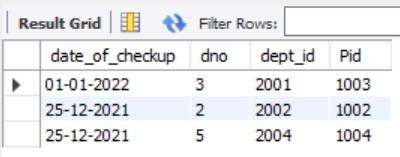 Result Grid Filter Rows:
date_of_checkup dno dept_id Pid
01-01-2022 3 2001 1003
25-12-2021 2 2002 1002
25-12-2021 5 2004 1004